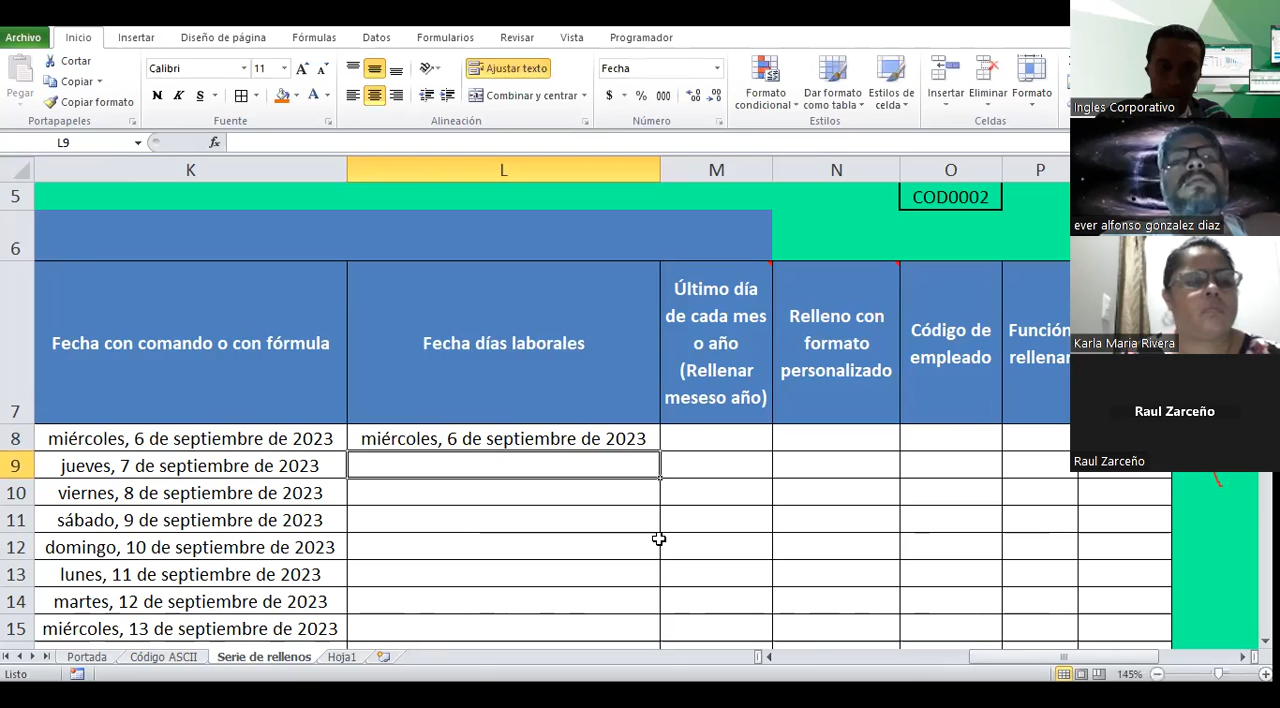 Archivo Inicio Insertar Diseño de página Fórmulas Datos Formularios Revisar Vista Programador
Pegar
Cortar
Copiar
Copiar formato
Portapapeles
Calibri 11
N K S
Fuente
Ajustar texto
Combinar y centrar
Alineación
Fecha
$ % 000
Número
Formato condicional
Dar formato como tabla
Estilos de celda
Estilos
Insertar Eliminar Formato
Celdas
L9 fx
K L M N O P
5 COD0002
6
7
Fecha con comando o con fórmula
Fecha días laborales
Último día
de cada mes
o año
(Rellenar
meseso año)
Relleno con
formato
personalizado
Código de
empleado
Función
rellenar
8 miércoles, 6 de septiembre de 2023 miércoles, 6 de septiembre de 2023
9 jueves, 7 de septiembre de 2023
10 viernes, 8 de septiembre de 2023
11 sábado, 9 de septiembre de 2023
12 domingo, 10 de septiembre de 2023
13 lunes, 11 de septiembre de 2023
14 martes, 12 de septiembre de 2023
15 miércoles, 13 de septiembre de 2023
Portada Código ASCII Serie de rellenos Hoja1
Listo 145%
Ingles Corporativo
ever alfonso gonzalez diaz
Karla Maria Rivera
Raul Zarceño
Raul Zarceño